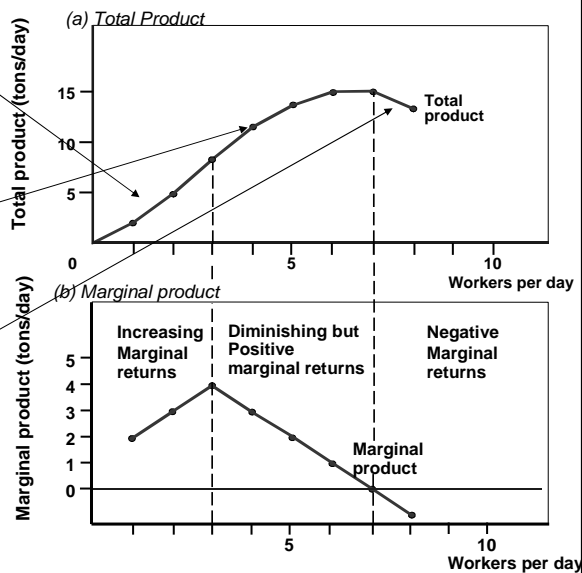 (a) Total Product
Total product (tons/day)
15
10
5
Total
product
0
5
10
Workers per day
(b) Marginal product
Marginal product (tons/day)
Increasing
Marginal
returns
Diminishing but
Positive
marginal returns
Negative
Marginal
returns
5
4
3
2
1
0
Marginal
product
5
10
Workers per day